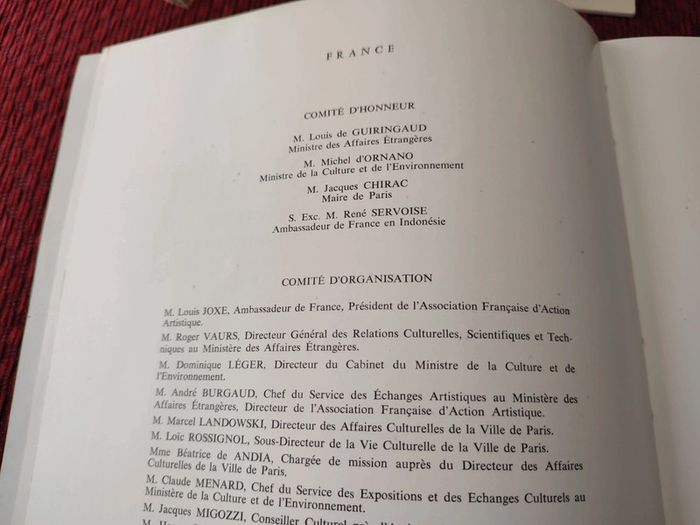 FRANCE
COMITÉ D'HONNEUR
M. Louis de GUIRINGAUD
Ministre des Affaires Étrangères
M. Michel d'ORNANO
Ministre de la Culture et de l'Environnement
M. Jacques CHIRAC
Maire de Paris
S. Exc. M. René SERVOISE
Ambassadeur de France en Indonésie
COMITÉ D'ORGANISATION
M. Louis JOXE, Ambassadeur de France, Président de l'Association Française d'Action
Artistique.
M. Roger VAURS, Directeur Général des Relations Culturelles, Scientifiques et Tech-
niques au Ministère des Affaires Étrangères.
M. Dominique LÉGER, Directeur du Cabinet du Ministre de la Culture et de
l'Environnement.
M. André BURGAUD, Chef du Service des Échanges Artistiques au Ministère des
Affaires Étrangères, Directeur de l'Association Française d'Action Artistique.
M. Marcel LANDOWSKI, Directeur des Affaires Culturelles de la Ville de Paris.
M. Loïc ROSSIGNOL, Sous-Directeur de la Vie Culturelle de la Ville de Paris.
Mme Béatrice de ANDIA, Chargée de mission auprès du Directeur des Affaires
Culturelles de la Ville de Paris.
M. Claude MENARD, Chef du Service des Expositions et des Echanges Culturels au
Ministère de la Culture et de l'Environnement.
M. Jacques MIGOZZI, Conseiller Culturel